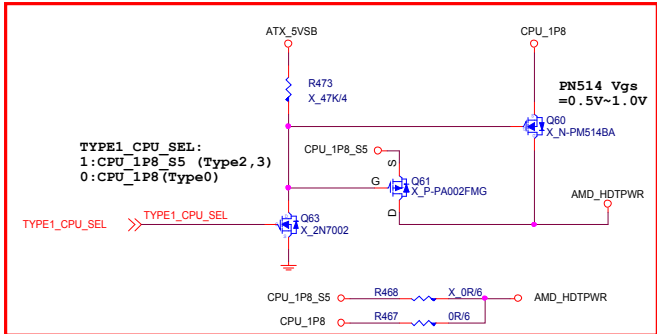 ATX_5VSB
CPU_1P8
R473
X_47K/4
PN514 Vgs
=0.5V~1.0V
Q60
X_N-PM514BA
TYPE1_CPU_SEL:
1:CPU_1P8_S5 (Type2,3)
0:CPU_1P8(Type0)
CPU_1P8_S5
S
G
D
Q61
X_P-PA002FMG
AMD_HDTPWR
TYPE1_CPU_SEL
TYPE1_CPU_SEL
Q63
X_2N7002
CPU_1P8_S5
R468
X_0R/6
AMD_HDTPWR
CPU_1P8
R467
0R/6